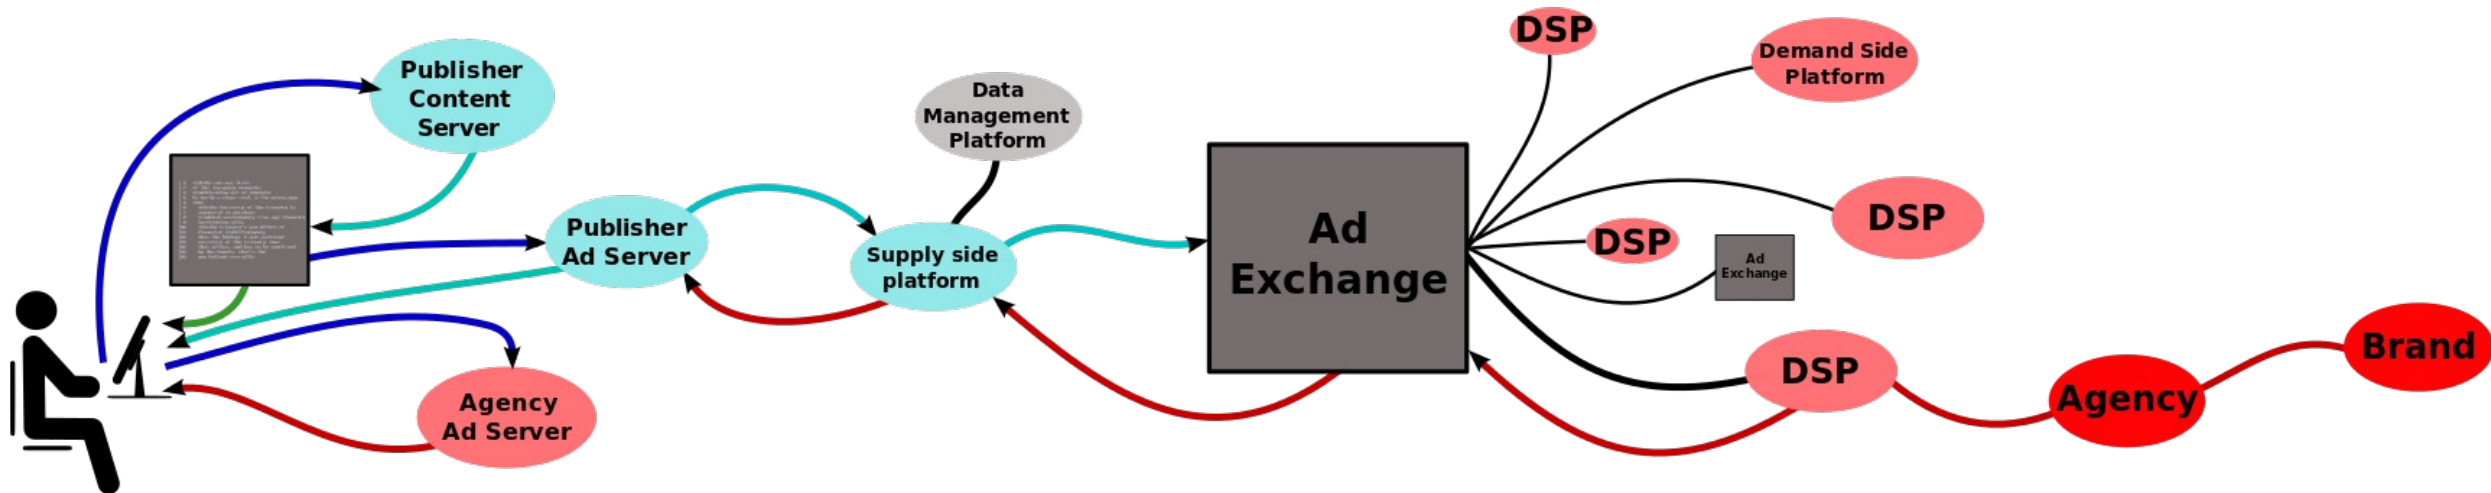 Publisher
Content
Server
Publisher
Ad Server
Agency
Ad Server
Data
Management
Platform
Supply side
platform
Ad
Exchange
DSP
Demand Side
Platform
DSP
DSP
Ad
Exchange
DSP
Agency
Brand